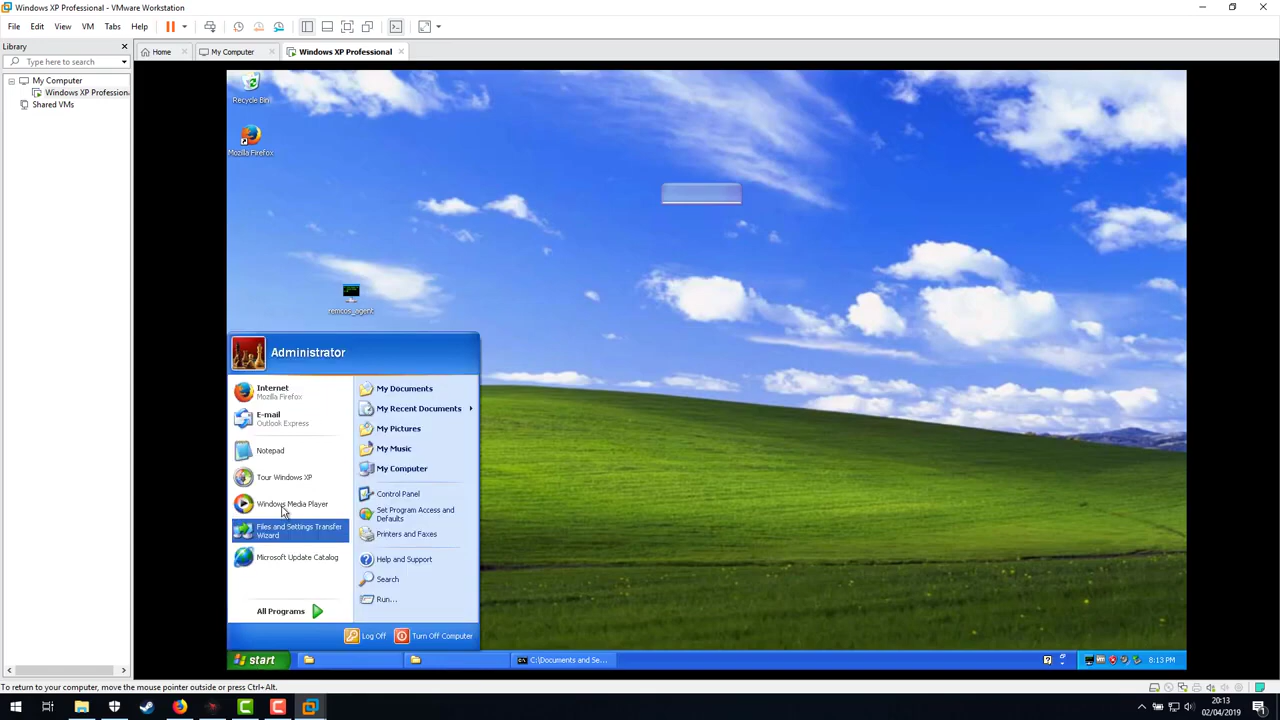 Windows XP Professional - VMware Workstation
File Edit View VM Tabs Help
Library
Type here to search
My Computer
Windows XP Profession
Shared VMs
Home
My Computer
Windows XP Professional
Recycle Bin
Mozilla Firefox
remcos_agent
Administrator
Internet
Mozilla Firefox
E-mail
Outlook Express
Notepad
Tour Windows XP
Windows Media Player
Files and Settings Transfer
Wizard
Microsoft Update Catalog
All Programs
My Documents
My Recent Documents
My Pictures
My Music
My Computer
Control Panel
Set Program Access and
Defaults
Printers and Faxes
Help and Support
Search
Run...
Log Off
Turn Off Computer
start
C:\Documents and Se...
8:13 PM
To return to your computer, move the mouse pointer outside or press Ctrl+Alt.
20:13
02/04/2019